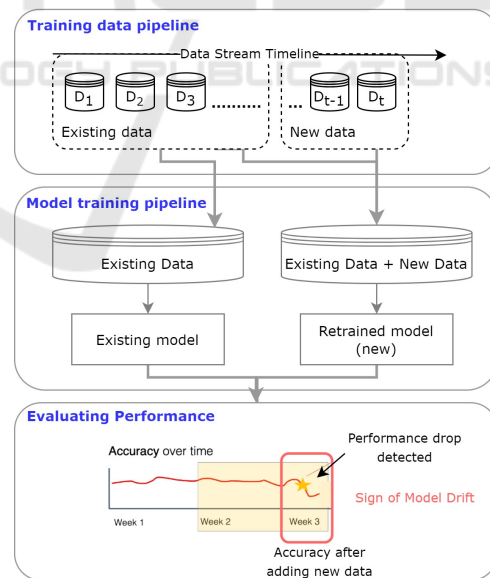 Training data pipeline
Data Stream Timeline
D1 D2 D3 ........... ... Dt-1 Dt
Existing data New data
Model training pipeline
Existing Data Existing Data + New Data
Existing model Retrained model
(new)
Evaluating Performance
Accuracy over time
Performance drop
detected
Sign of Model Drift
Week 1 Week 2 Week 3
Accuracy after
adding new data